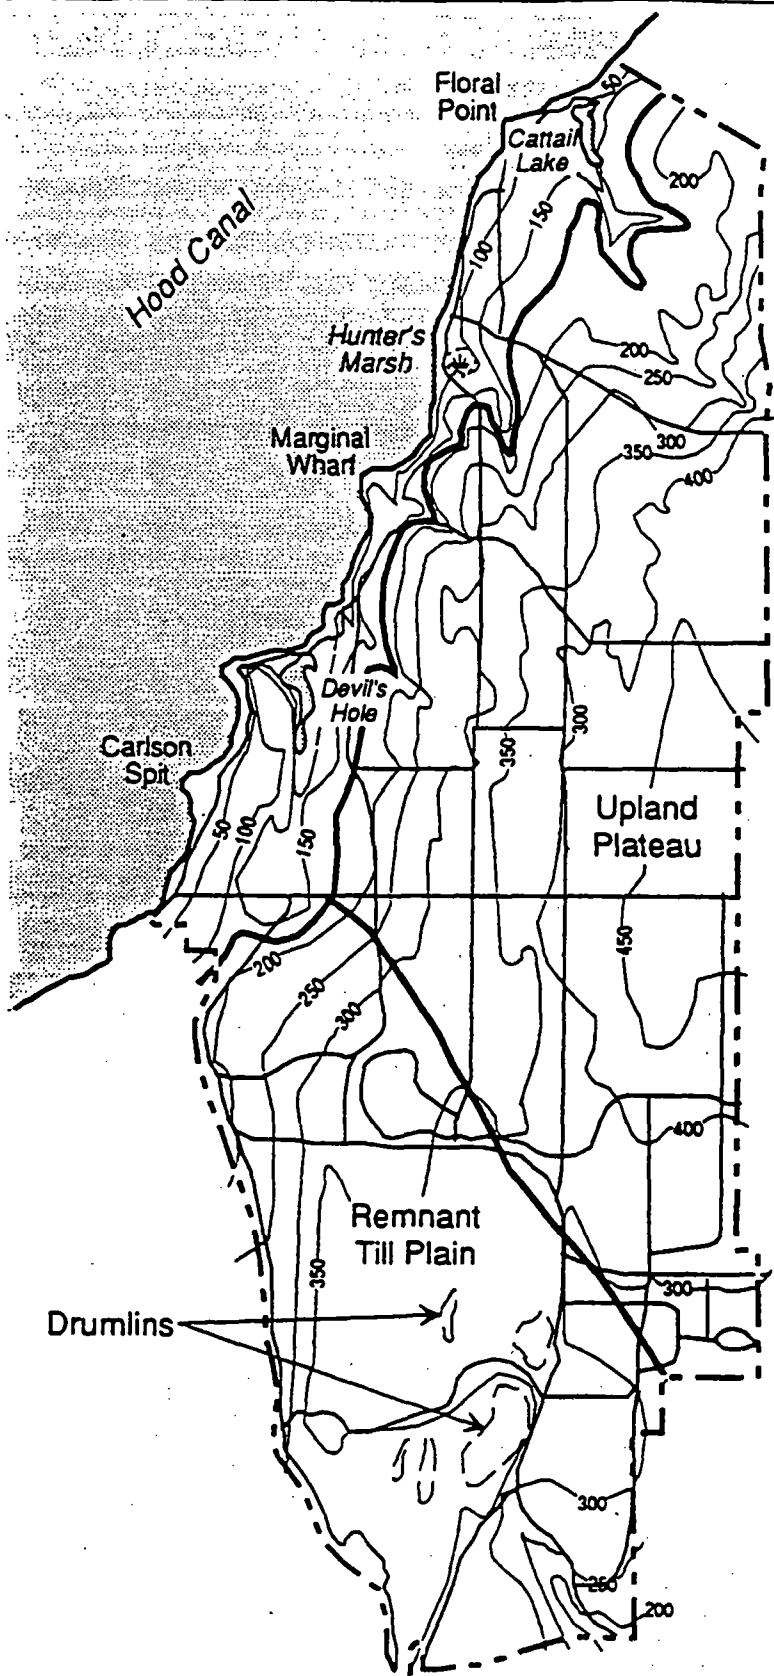 50
Floral
Point
Cattail
Lake
200
150
100
Hood Canal
Hunter's
Marsh
200
250
300
350
400
Marginal
Wharf
Devil's
Hole
300
350
Carlson
Spit
50
100
150
Upland
Plateau
450
200
250
300
400
Remnant
Till Plain
350
300
Drumlins
300
250
200